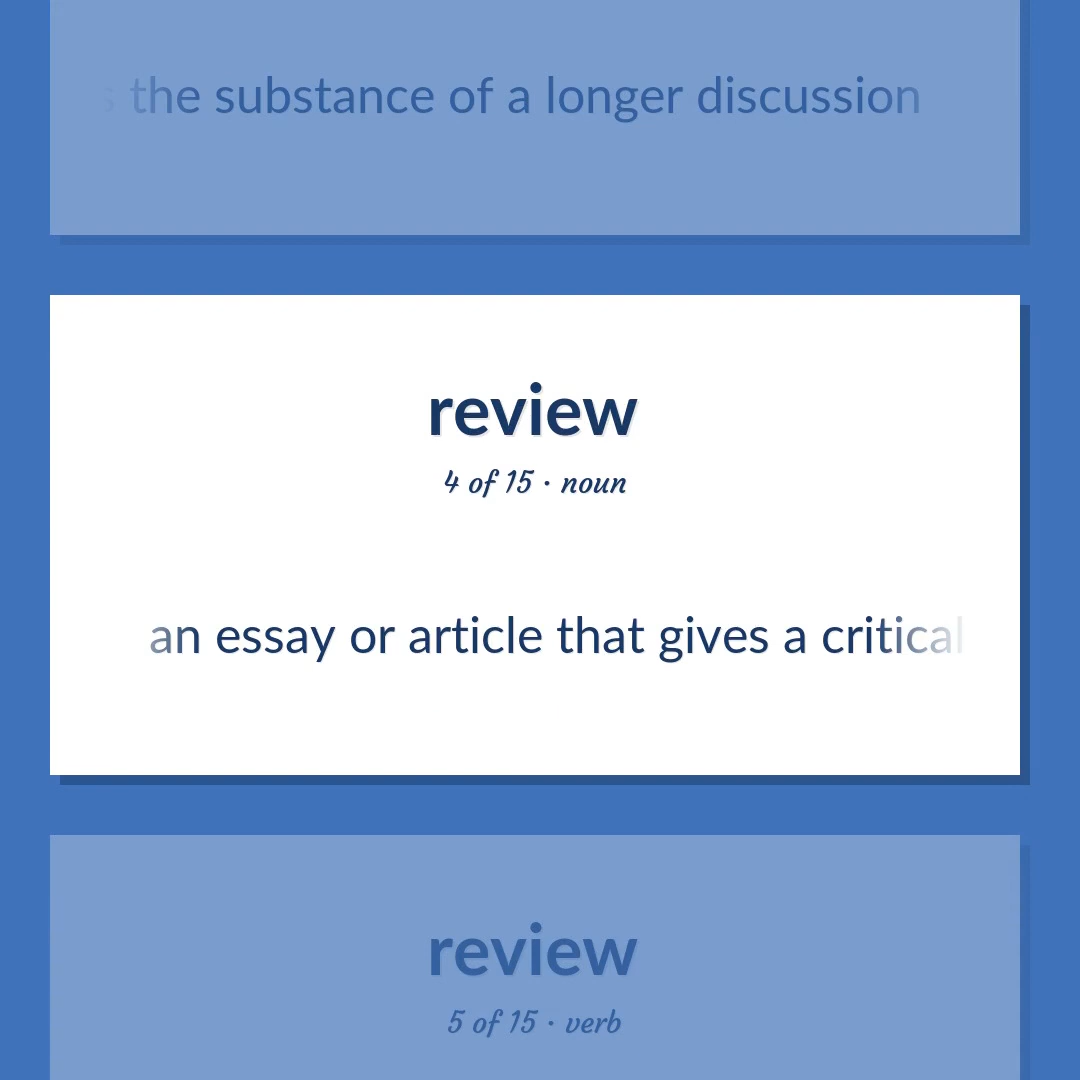 the substance of a longer discussion
review
4 of 15 · noun
an essay or article that gives a critical
review
5 of 15 · verb